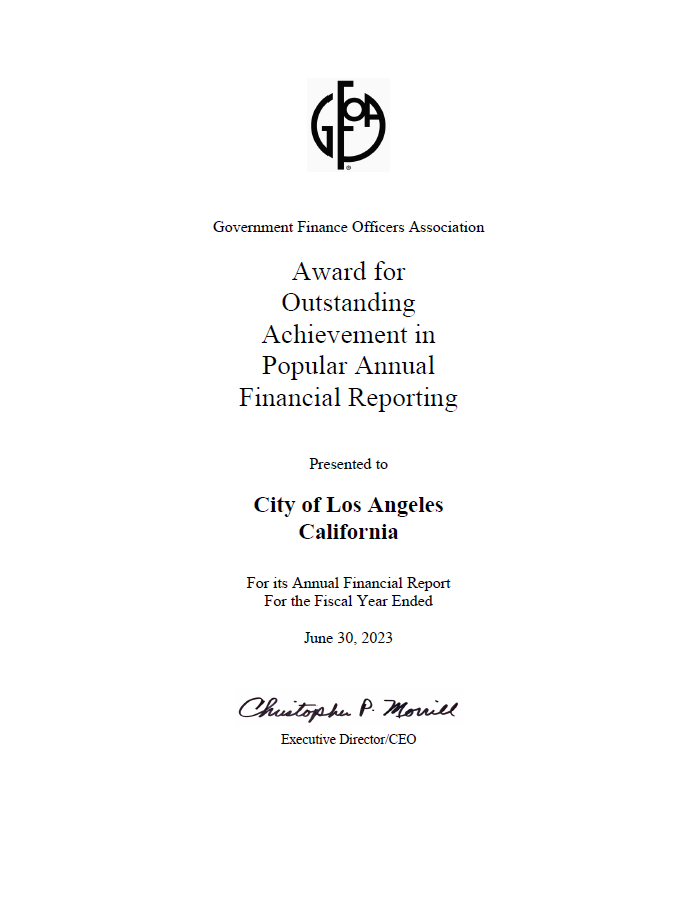 GFOA
®
Government Finance Officers Association
Award for
Outstanding
Achievement in
Popular Annual
Financial Reporting
Presented to
City of Los Angeles
California
For its Annual Financial Report
For the Fiscal Year Ended
June 30, 2023
Christopher P. Morrill
Executive Director/CEO